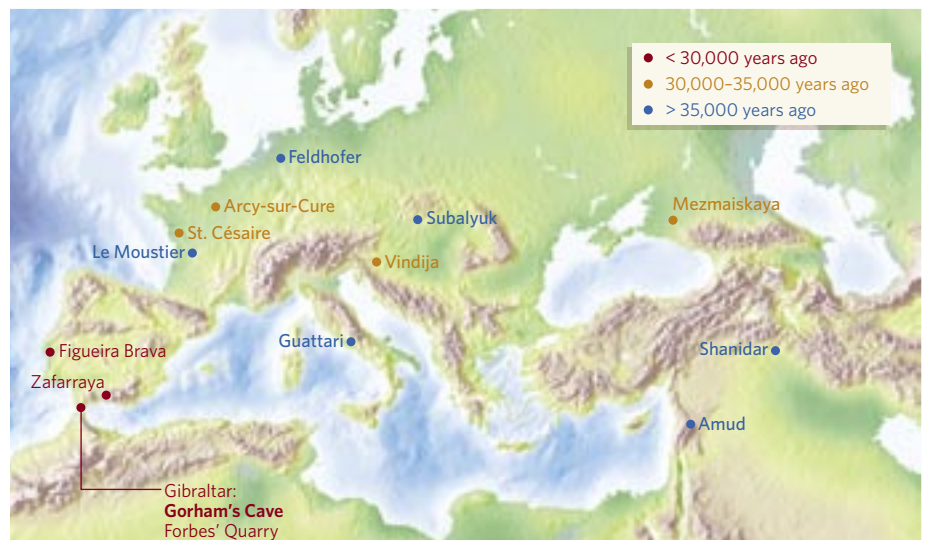 < 30,000 years ago
30,000–35,000 years ago
> 35,000 years ago
Feldhofer
Arcy-sur-Cure
Mezmaiskaya
Subalyuk
St. Césaire
Le Moustier
Vindija
Guattari
Shanidar
Figueira Brava
Zafarraya
Amud
Gibraltar:
Gorham’s Cave
Forbes’ Quarry